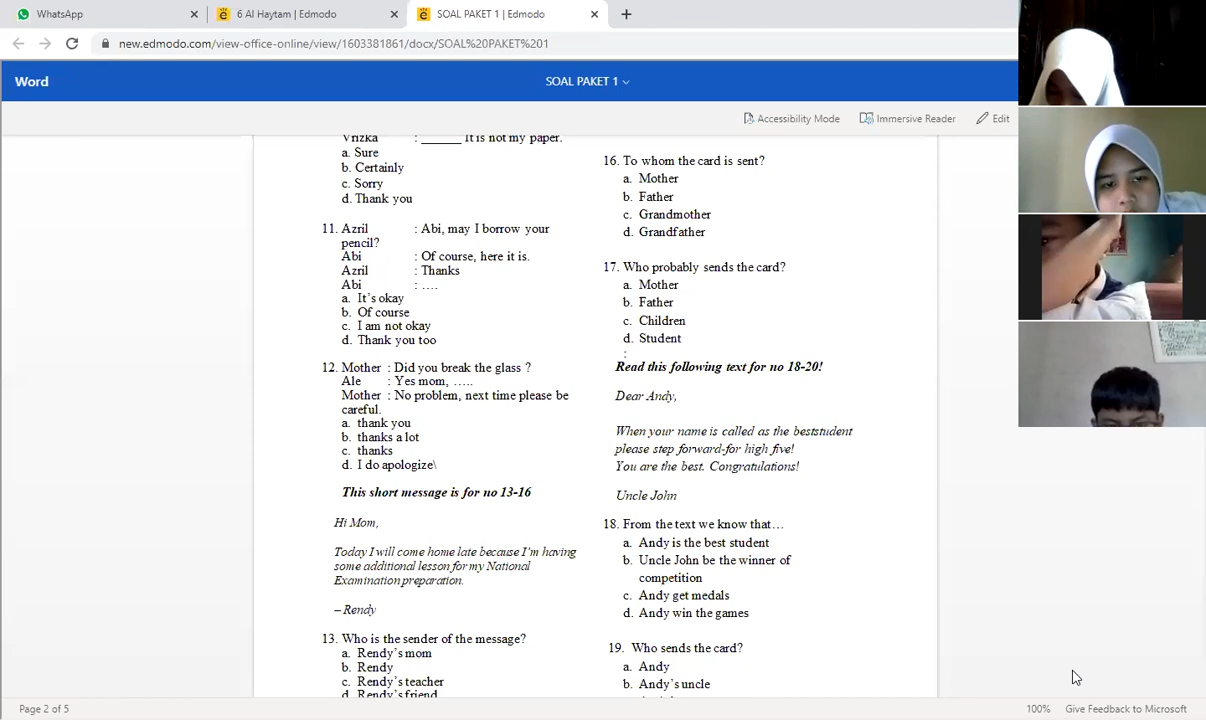 WhatsApp
6 Al Haytam | Edmodo
SOAL PAKET 1 | Edmodo
new.edmodo.com/view-office-online/view/1603381861/docx/SOAL%20PAKET%201
Word
SOAL PAKET 1
Accessibility Mode
Immersive Reader
Edit
Vrizka : ______ It is not my paper.
a. Sure
b. Certainly
c. Sorry
d. Thank you
11. Azril : Abi, may I borrow your
pencil?
Abi : Of course, here it is.
Azril : Thanks
Abi : ….
a. It's okay
b. Of course
c. I am not okay
d. Thank you too
12. Mother : Did you break the glass ?
Ale : Yes mom, …..
Mother : No problem, next time please be
careful.
a. thank you
b. thanks a lot
c. thanks
d. I do apologize\
This short message is for no 13-16
Hi Mom,
Today I will come home late because I'm having
some additional lesson for my National
Examination preparation.
– Rendy
13. Who is the sender of the message?
a. Rendy's mom
b. Rendy
c. Rendy's teacher
d. Rendy's friend
16. To whom the card is sent?
a. Mother
b. Father
c. Grandmother
d. Grandfather
17. Who probably sends the card?
a. Mother
b. Father
c. Children
d. Student
:
Read this following text for no 18-20!
Dear Andy,
When your name is called as the beststudent
please step forward-for high five!
You are the best. Congratulations!
Uncle John
18. From the text we know that…
a. Andy is the best student
b. Uncle John be the winner of
competition
c. Andy get medals
d. Andy win the games
19. Who sends the card?
a. Andy
b. Andy's uncle
Page 2 of 5
100%
Give Feedback to Microsoft